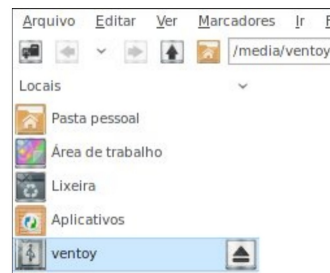 Arquivo Editar Ver Marcadores Ir
/media/ventoy
Locais
Pasta pessoal
Área de trabalho
Lixeira
Aplicativos
ventoy